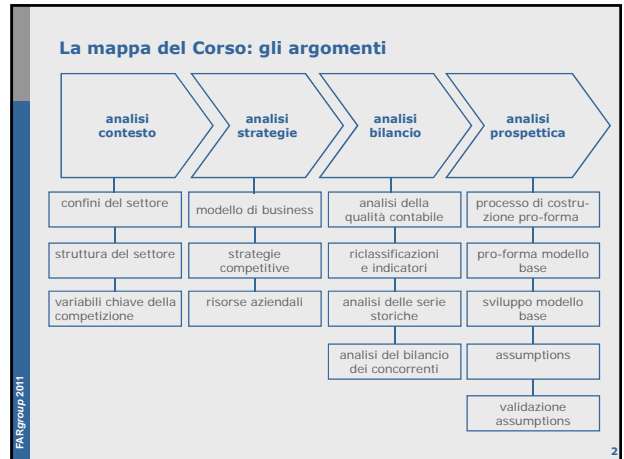 La mappa del Corso: gli argomenti
analisi
contesto
analisi
strategie
analisi
bilancio
analisi
prospettica
confini del settore
struttura del settore
variabili chiave della
competizione
modello di business
strategie
competitive
risorse aziendali
analisi della
qualità contabile
riclassificazioni
e indicatori
analisi delle serie
storiche
analisi del bilancio
dei concorrenti
processo di costru-
zione pro-forma
pro-forma modello
base
sviluppo modello
base
assumptions
validazione
assumptions
FARgroup 2011
2